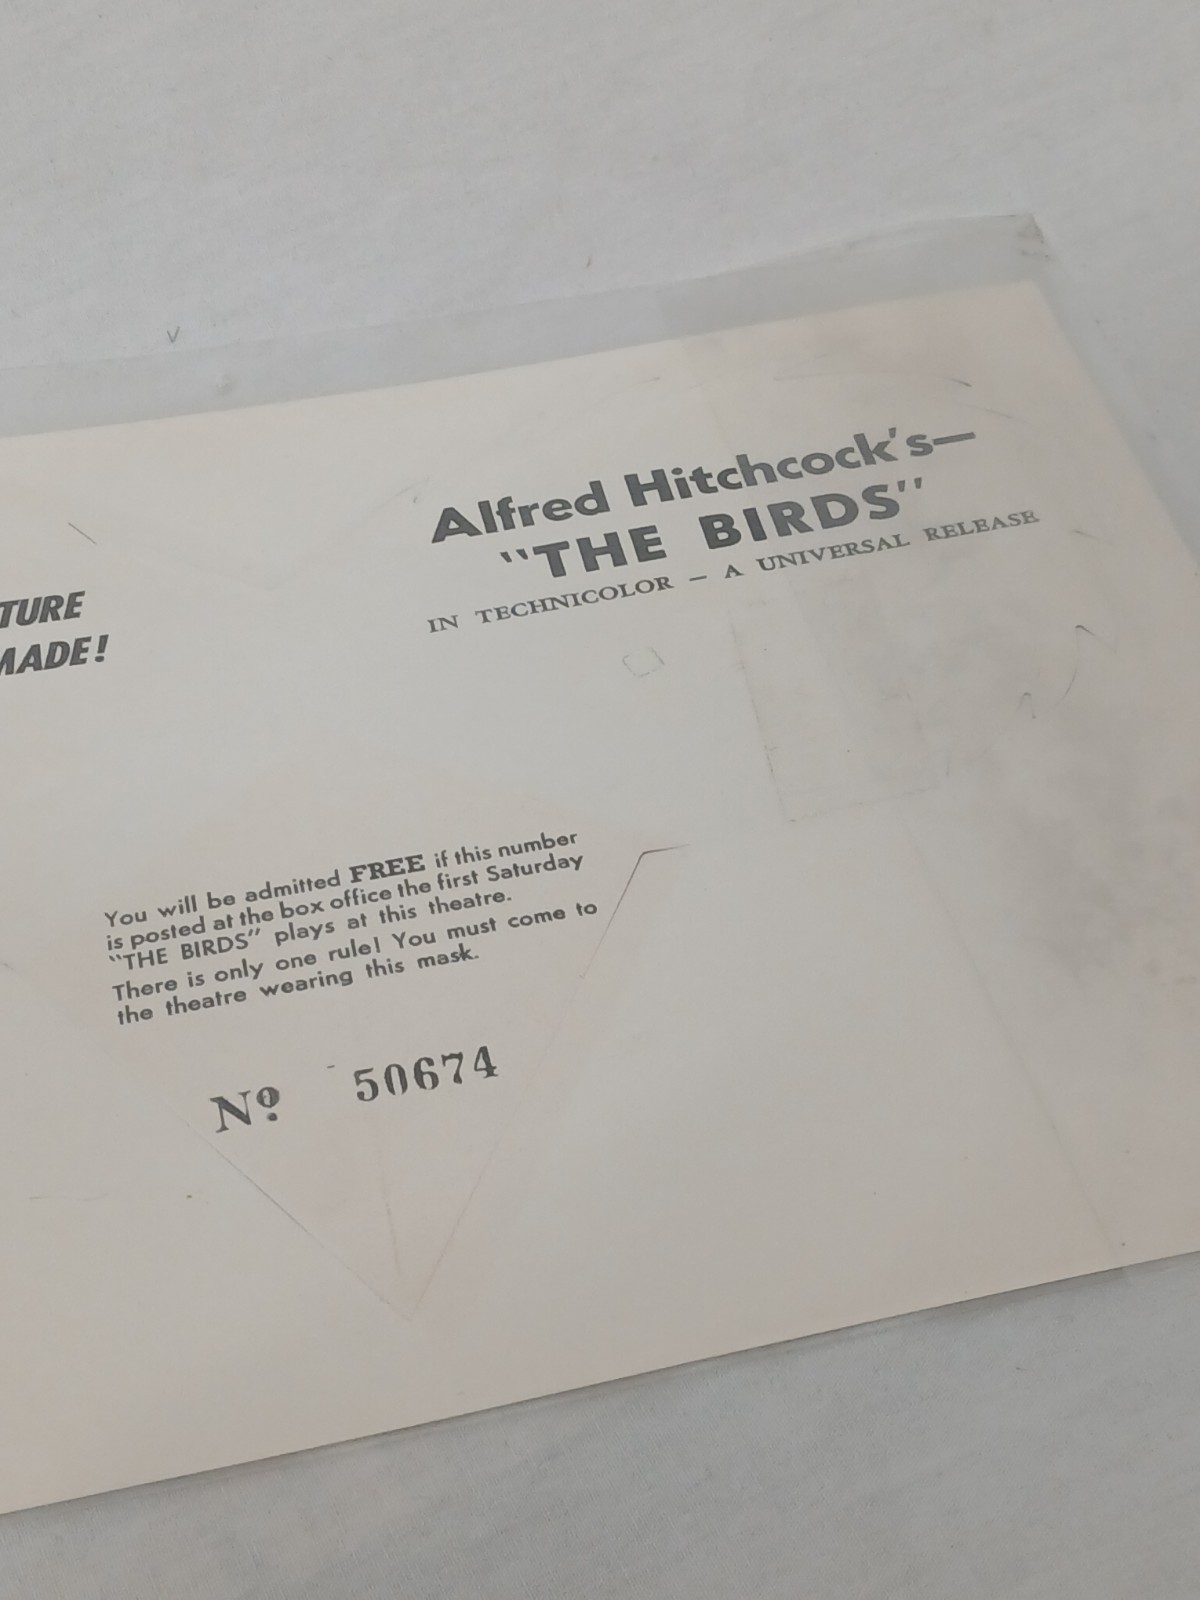 Alfred Hitchcock's—
"THE BIRDS"
IN TECHNICOLOR — A UNIVERSAL RELEASE
MADE!
You will be admitted FREE if this number
is posted at the box office the first Saturday
"THE BIRDS" plays at this theatre.
There is only one rule! You must come to
the theatre wearing this mask.
Nº 50674